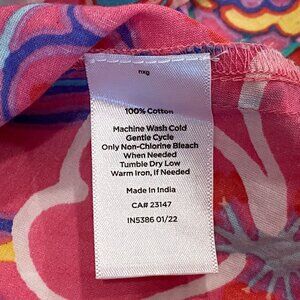 nxg
100% Cotton
Machine Wash Cold
Gentle Cycle
Only Non-Chlorine Bleach
When Needed
Tumble Dry Low
Warm Iron, If Needed
Made In India
CA# 23147
IN5386 01/22